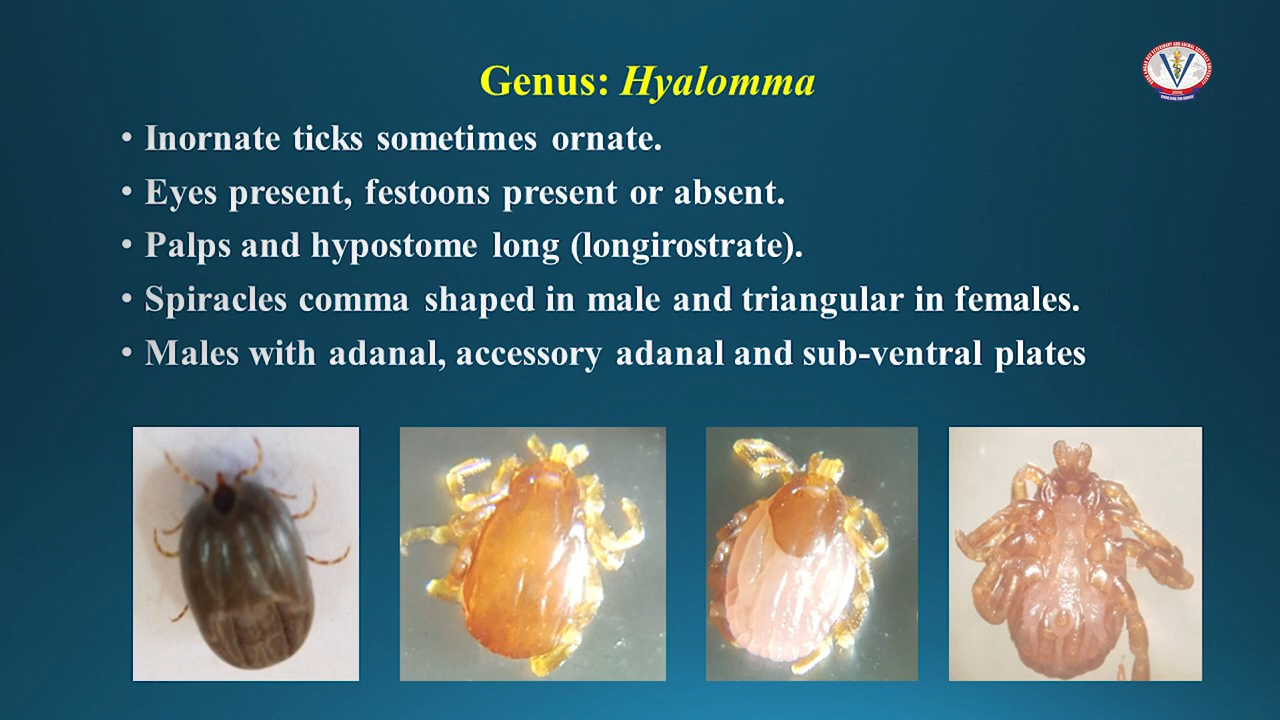 Genus: Hyalomma
• Inornate ticks sometimes ornate.
• Eyes present, festoons present or absent.
• Palps and hypostome long (longirostrate).
• Spiracles comma shaped in male and triangular in females.
• Males with adanal, accessory adanal and sub-ventral plates
V